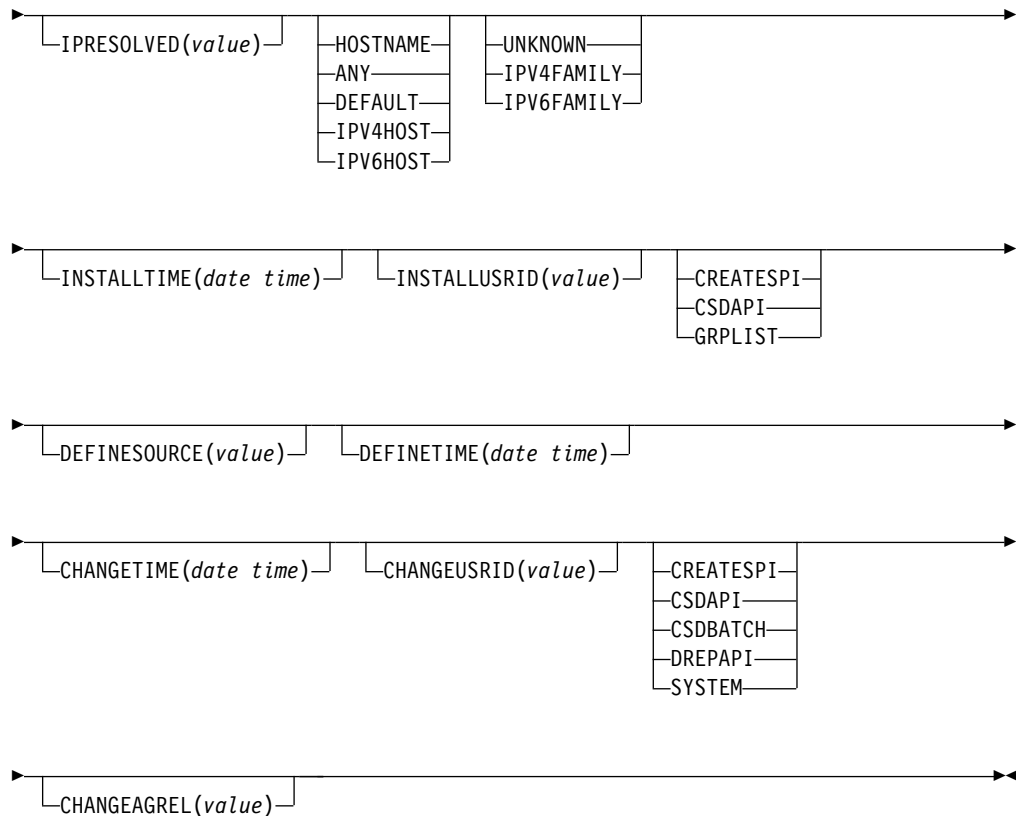 IPRESOLVED(value) HOSTNAME UNKNOWN
ANY IPV4FAMILY
DEFAULT IPV6FAMILY
IPV4HOST
IPV6HOST
INSTALLTIME(date time) INSTALLUSRID(value) CREATESPI
CSDAPI
GRPLIST
DEFINESOURCE(value) DEFINETIME(date time)
CHANGETIME(date time) CHANGEUSRID(value) CREATESPI
CSDAPI
CSDBATCH
DREPAPI
SYSTEM
CHANGEAGREL(value)